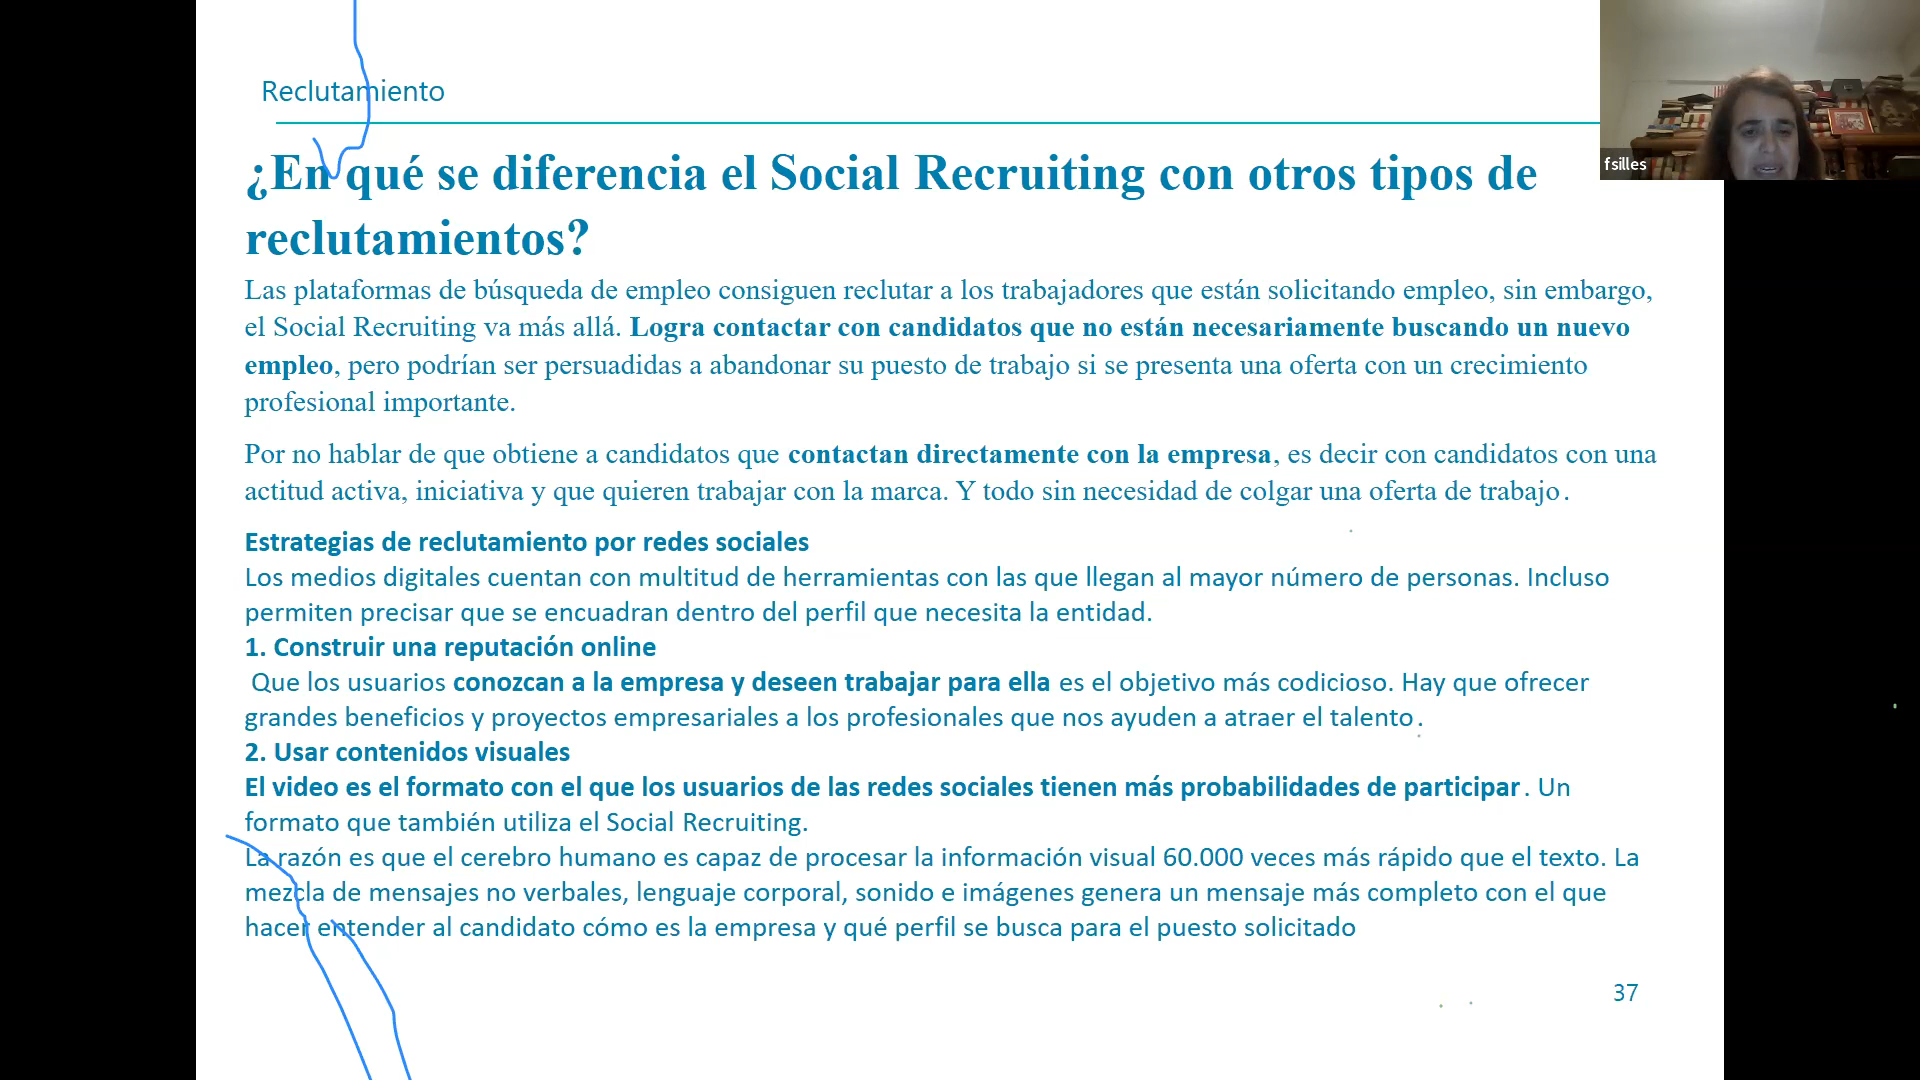 Reclutamiento
fsilles
¿En qué se diferencia el Social Recruiting con otros tipos de
reclutamientos?
Las plataformas de búsqueda de empleo consiguen reclutar a los trabajadores que están solicitando empleo, sin embargo,
el Social Recruiting va más allá. Logra contactar con candidatos que no están necesariamente buscando un nuevo
empleo, pero podrían ser persuadidas a abandonar su puesto de trabajo si se presenta una oferta con un crecimiento
profesional importante.
Por no hablar de que obtiene a candidatos que contactan directamente con la empresa, es decir con candidatos con una
actitud activa, iniciativa y que quieren trabajar con la marca. Y todo sin necesidad de colgar una oferta de trabajo.
Estrategias de reclutamiento por redes sociales
Los medios digitales cuentan con multitud de herramientas con las que llegan al mayor número de personas. Incluso
permiten precisar que se encuadran dentro del perfil que necesita la entidad.
1. Construir una reputación online
Que los usuarios conozcan a la empresa y deseen trabajar para ella es el objetivo más codicioso. Hay que ofrecer
grandes beneficios y proyectos empresariales a los profesionales que nos ayuden a atraer el talento.
2. Usar contenidos visuales
El video es el formato con el que los usuarios de las redes sociales tienen más probabilidades de participar. Un
formato que también utiliza el Social Recruiting.
La razón es que el cerebro humano es capaz de procesar la información visual 60.000 veces más rápido que el texto. La
mezcla de mensajes no verbales, lenguaje corporal, sonido e imágenes genera un mensaje más completo con el que
hacer entender al candidato cómo es la empresa y qué perfil se busca para el puesto solicitado
37